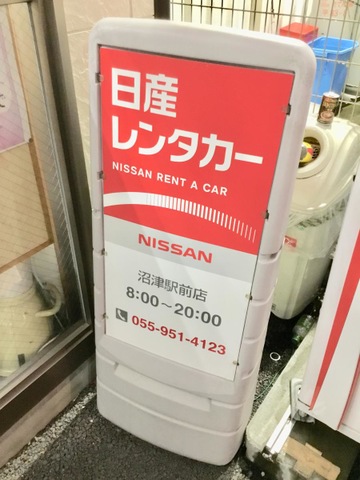 日産
レンタカー
NISSAN RENT A CAR
NISSAN
沼津駅前店
8:00～20:00
055-951-4123